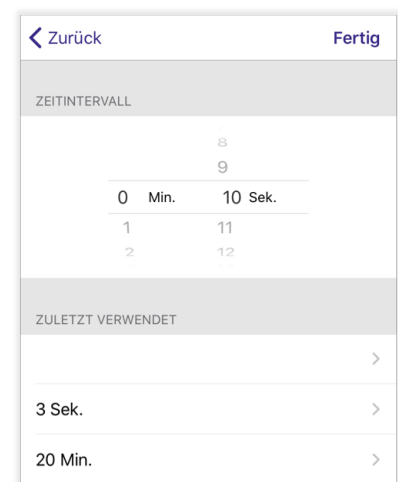 Zurück Fertig
ZEITINTERVALL
8
9
0 Min. 10 Sek.
1 11
2 12
ZULETZT VERWENDET
3 Sek.
20 Min.